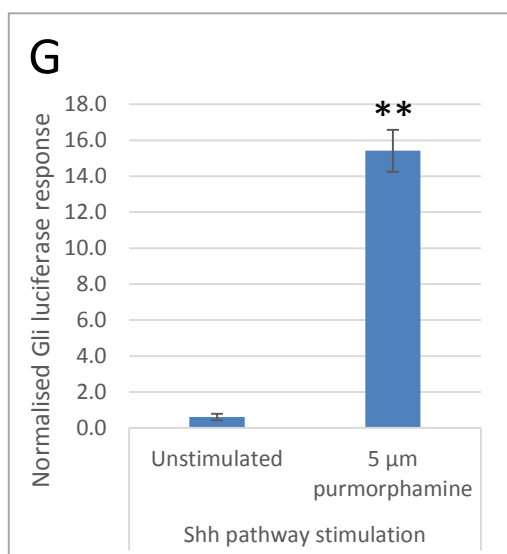 G
Normalised Gli luciferase response
18.0
16.0
14.0
12.0
10.0
8.0
6.0
4.0
2.0
0.0
**
Unstimulated
5 µm
purmorphamine
Shh pathway stimulation